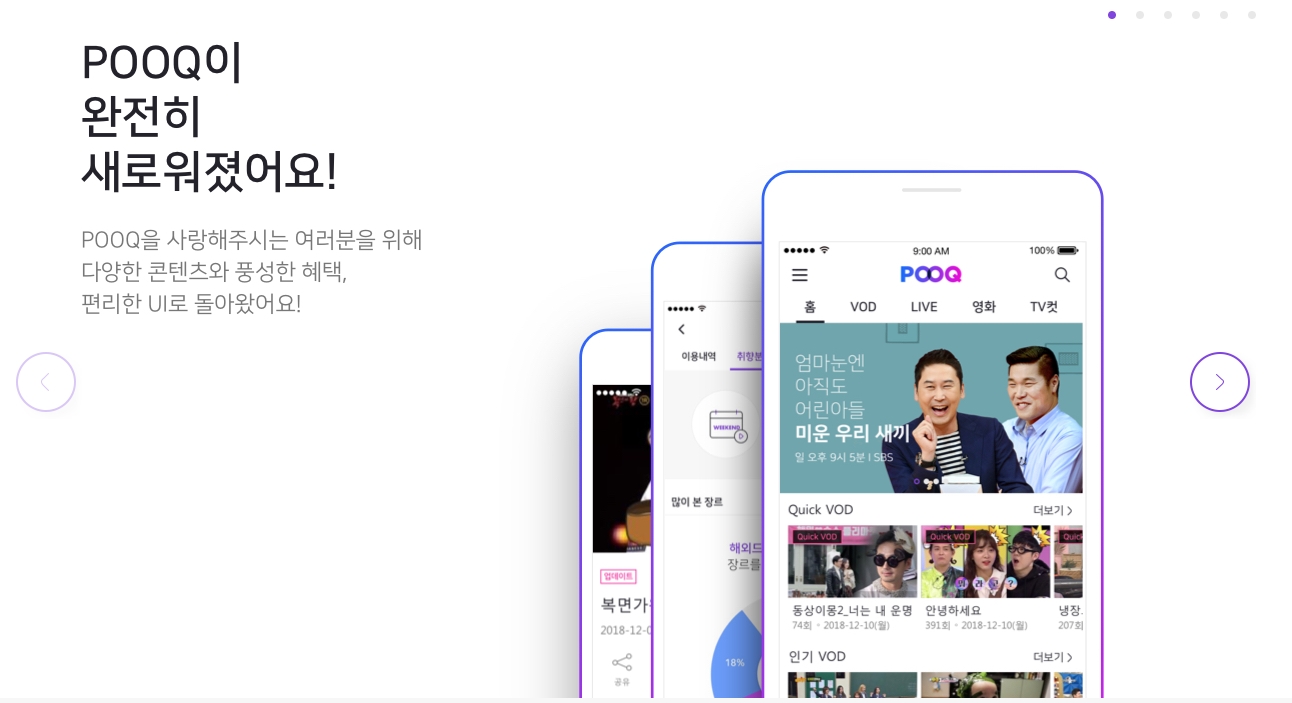 POOQ이
완전히
새로워졌어요!
POOQ을 사랑해주시는 여러분을 위해
다양한 콘텐츠와 풍성한 혜택,
편리한 UI로 돌아왔어요!
업데이트
복면가
2018-12-0
공유
이용내역 취향분
WEEKEND
많이 본 장르
해외드
장르를
18%
9:00 AM 100%
POOQ
홈 VOD LIVE 영화 TV컷
엄마눈엔
아직도
어린아들
미운 우리 새끼
일 오후 9시 5분 I SBS
Quick VOD 더보기 >
Quick VOD Quick VOD Quick
동상이몽2_너는 내 운명 안녕하세요 냉장.
74회 • 2018-12-10(월) 391회 • 2018-12-10(월) 207회
인기 VOD 더보기 >